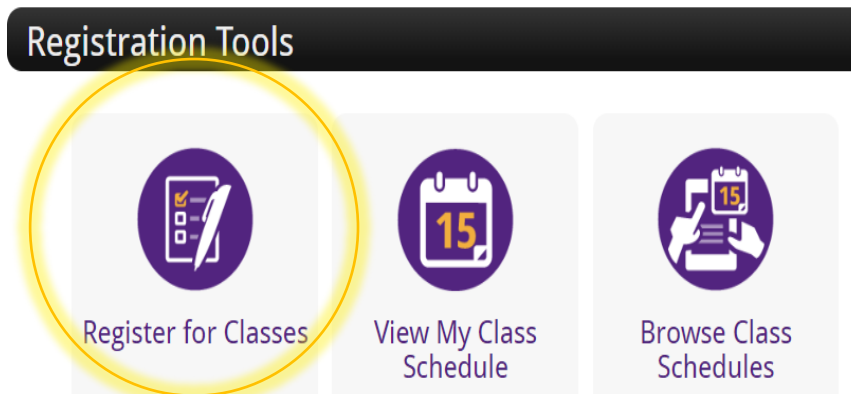 Registration Tools
15
15
Register for Classes
View My Class
Schedule
Browse Class
Schedules